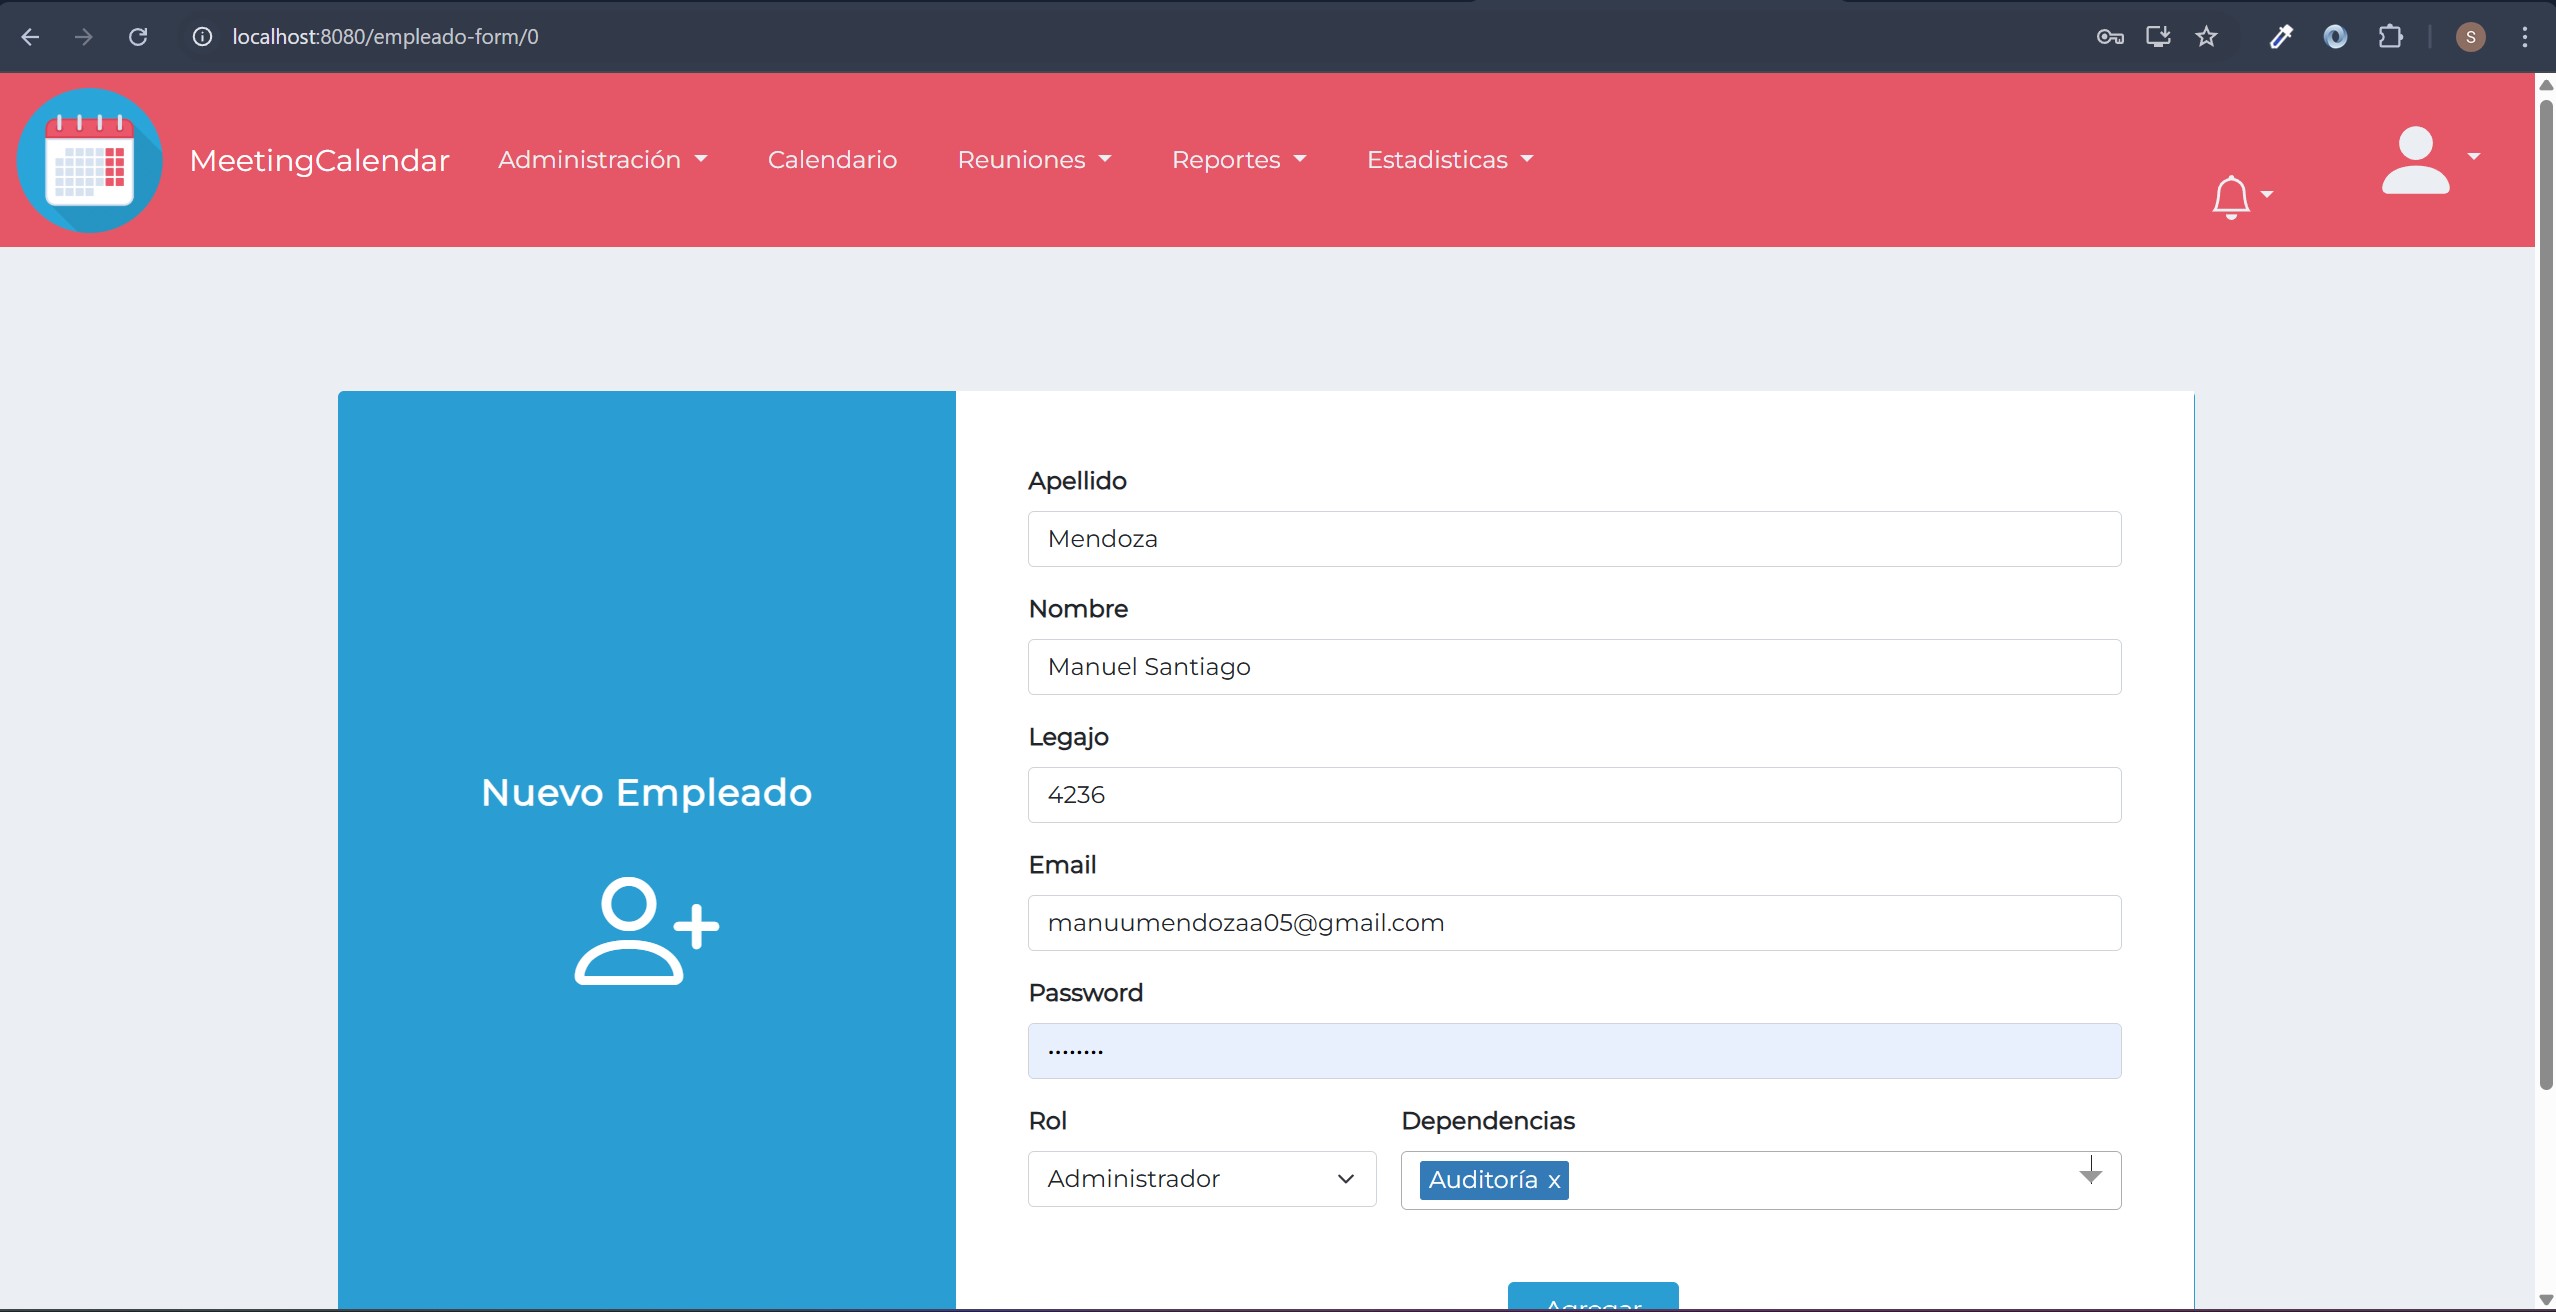 localhost:8080/empleado-form/0
S
MeetingCalendar Administración Calendario Reuniones Reportes Estadisticas
Apellido
Mendoza
Nombre
Manuel Santiago
Legajo
4236
Nuevo Empleado
Email
manuumendozaa05@gmail.com
Password
........
Rol Dependencias
Administrador Auditoría x
Agregar